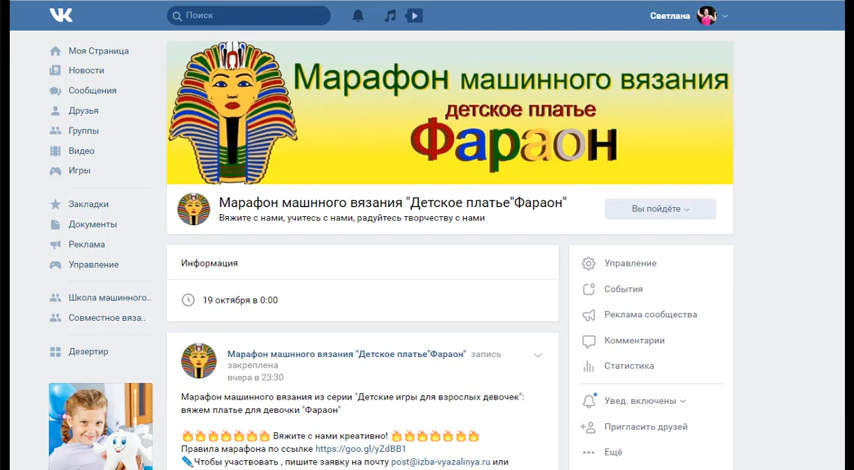 Поиск
Светлана
Моя Страница
Новости
Сообщения
Друзья
Группы
Видео
Игры
Закладки
Документы
Реклама
Управление
Школа машинного..
Совместное вяза..
Дезертир
Марафон машинного вязания
детское платье
Фараон
Марафон машнного вязания "Детское платье"Фараон"
Вяжите с нами, учитесь с нами, радуйтесь творчеству с нами
Вы пойдёте
Информация
19 октября в 0:00
Марафон машнного вязания "Детское платье"Фараон" запись
закреплена
вчера в 23:30
Марафон машинного вязания из серии "Детские игры для взрослых девочек":
вяжем платье для девочки "Фараон"
🔥🔥🔥🔥🔥🔥🔥 Вяжите с нами креативно! 🔥🔥🔥🔥🔥🔥🔥
Правила марафона по ссылке https://goo.gl/yZdBB1
Чтобы участвовать , пишите заявку на почту post@izba-vyazalinya.ru или
Управление
События
Реклама сообщества
Комментарии
Статистика
Увед. включены
Пригласить друзей
Ещё